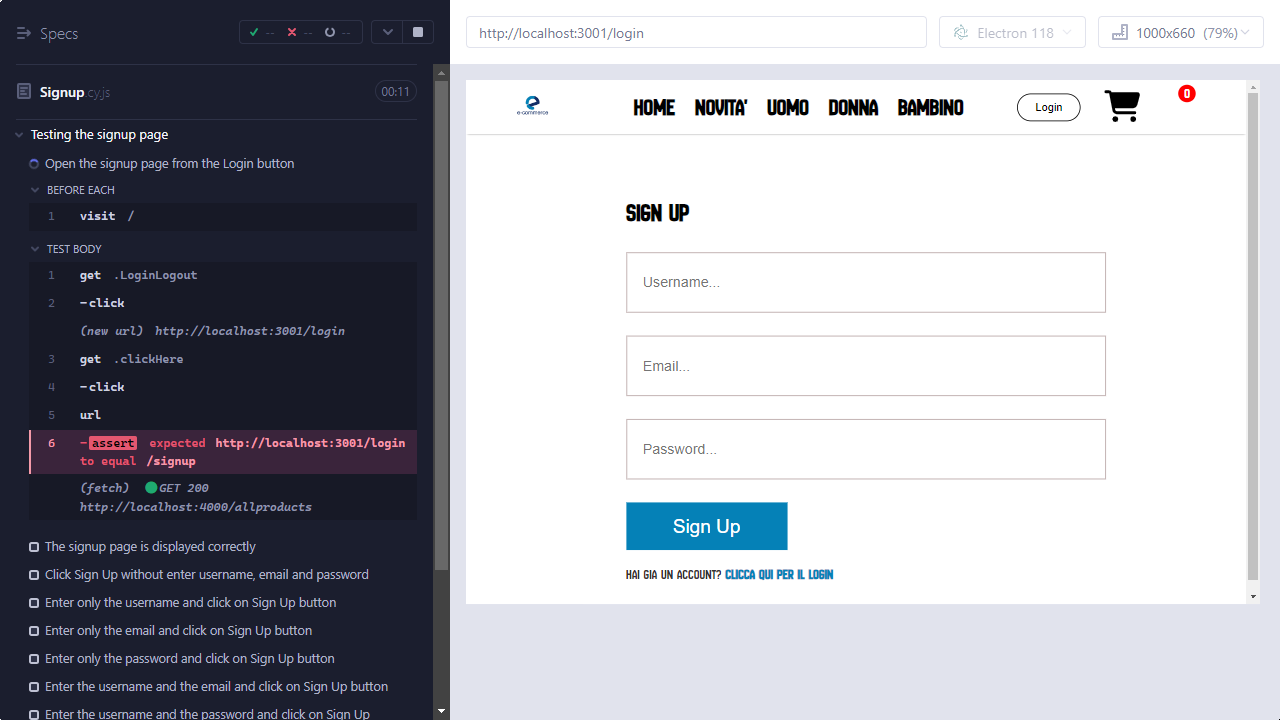 Specs
-- -- --
Signup.cy.js 00:11
Testing the signup page
Open the signup page from the Login button
BEFORE EACH
1 visit /
TEST BODY
1 get .LoginLogout
2 -click
(new url) http://localhost:3001/login
3 get .clickHere
4 -click
5 url
6 -assert expected http://localhost:3001/login
to equal /signup
(fetch) GET 200
http://localhost:4000/allproducts
The signup page is displayed correctly
Click Sign Up without enter username, email and password
Enter only the username and click on Sign Up button
Enter only the email and click on Sign Up button
Enter only the password and click on Sign Up button
Enter the username and the email and click on Sign Up button
Enter the username and the password and click on Sign Up
http://localhost:3001/login
Electron 118
1000x660 (79%)
e-commerce
HOME NOVITA' UOMO DONNA BAMBINO
Login
0
SIGN UP
Username...
Email...
Password...
Sign Up
HAI GIA UN ACCOUNT? CLICCA QUI PER IL LOGIN